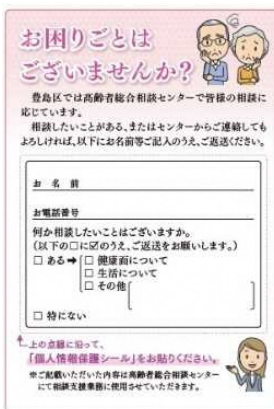 お困りごとは
ございませんか?
豊島区では高齢者総合相談センターで皆様の相談に
応じています。
相談したいことがある、またはセンターからご連絡しても
よろしければ、以下にお名前等ご記入のうえ、ご返送ください。
お 名 前
お電話番号
何か相談したいことはございますか。
(以下の□に☑のうえ、ご返送をお願いします。)
□ ある➡ □ 健康面について
□ 生活について
□ その他[ ]
□ 特にない
上の点線に沿って、
「個人情報保護シール」をお貼りください。
※ご記載いただいた内容は高齢者総合相談センター
にて相談支援業務に使用させていただきます。